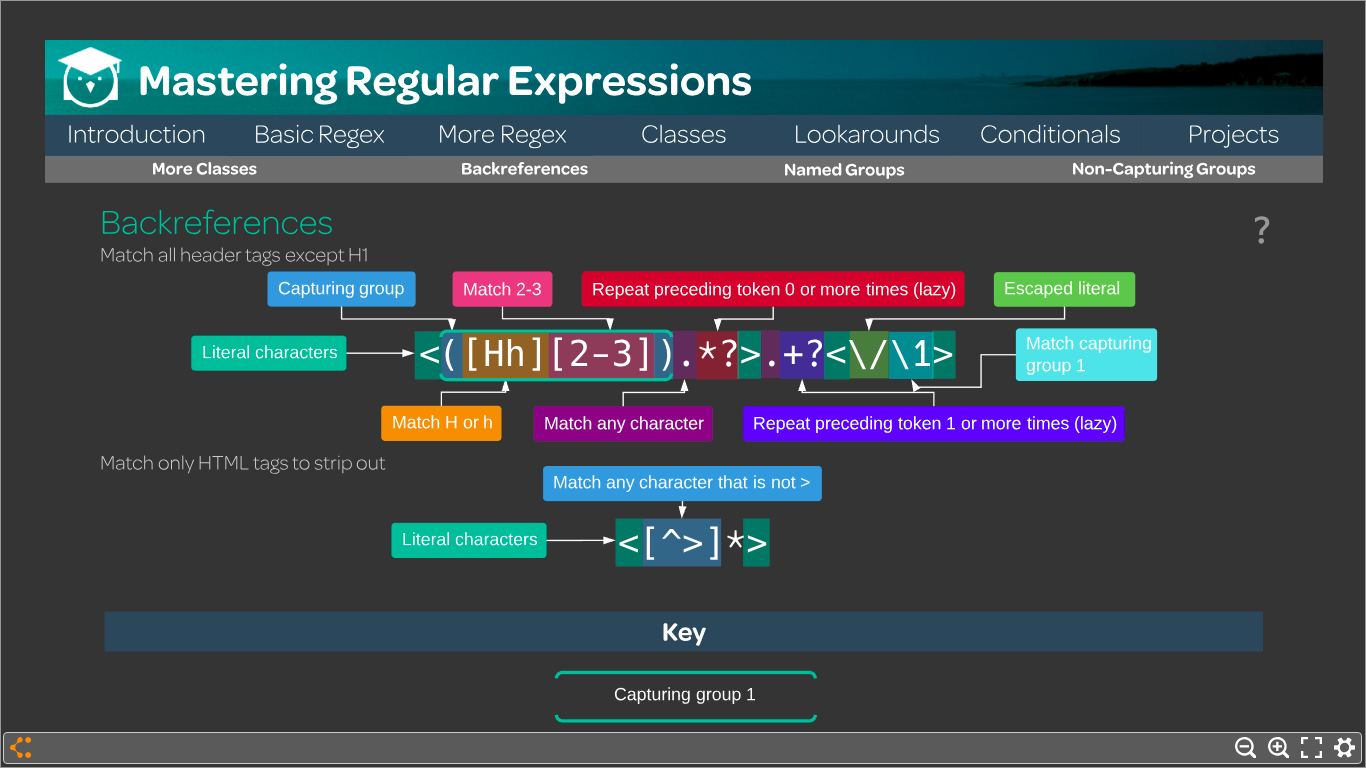 Mastering Regular Expressions
Introduction Basic Regex More Regex Classes Lookarounds Conditionals Projects
More Classes Backreferences Named Groups Non-Capturing Groups
Backreferences
?
Match all header tags except H1
Capturing group Match 2-3 Repeat preceding token 0 or more times (lazy) Escaped literal
Literal characters
<([Hh][2-3]).*?>.+?<\/\1>
Match capturing
group 1
Match H or h Match any character Repeat preceding token 1 or more times (lazy)
Match only HTML tags to strip out
Match any character that is not >
Literal characters
<[^>]*>
Key
Capturing group 1